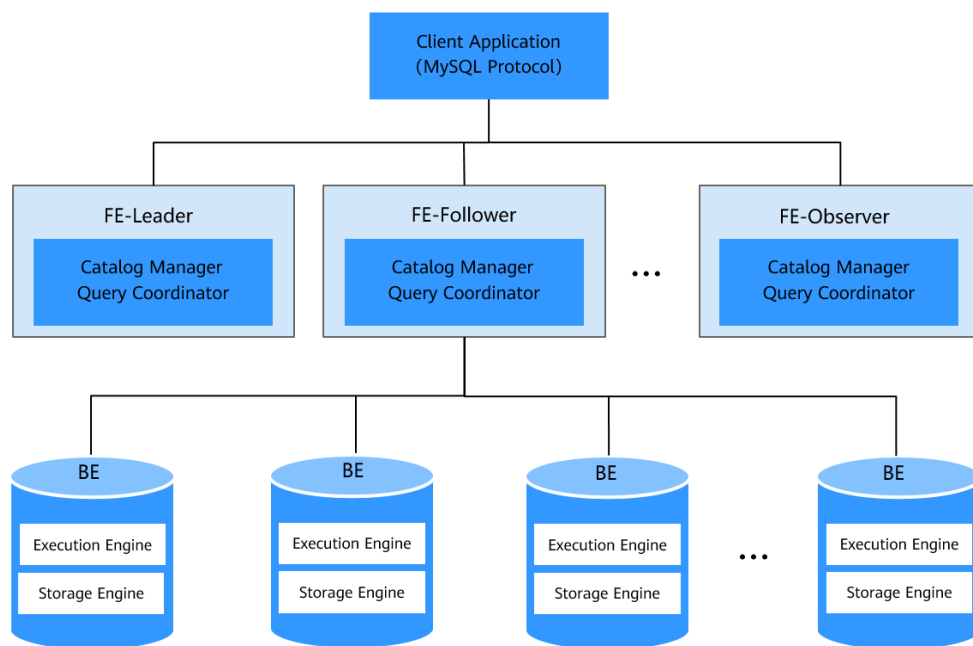 Client Application
(MySQL Protocol)
FE-Leader
Catalog Manager
Query Coordinator
FE-Follower
Catalog Manager
Query Coordinator
...
FE-Observer
Catalog Manager
Query Coordinator
BE
Execution Engine
Storage Engine
BE
Execution Engine
Storage Engine
BE
Execution Engine
Storage Engine
...
BE
Execution Engine
Storage Engine